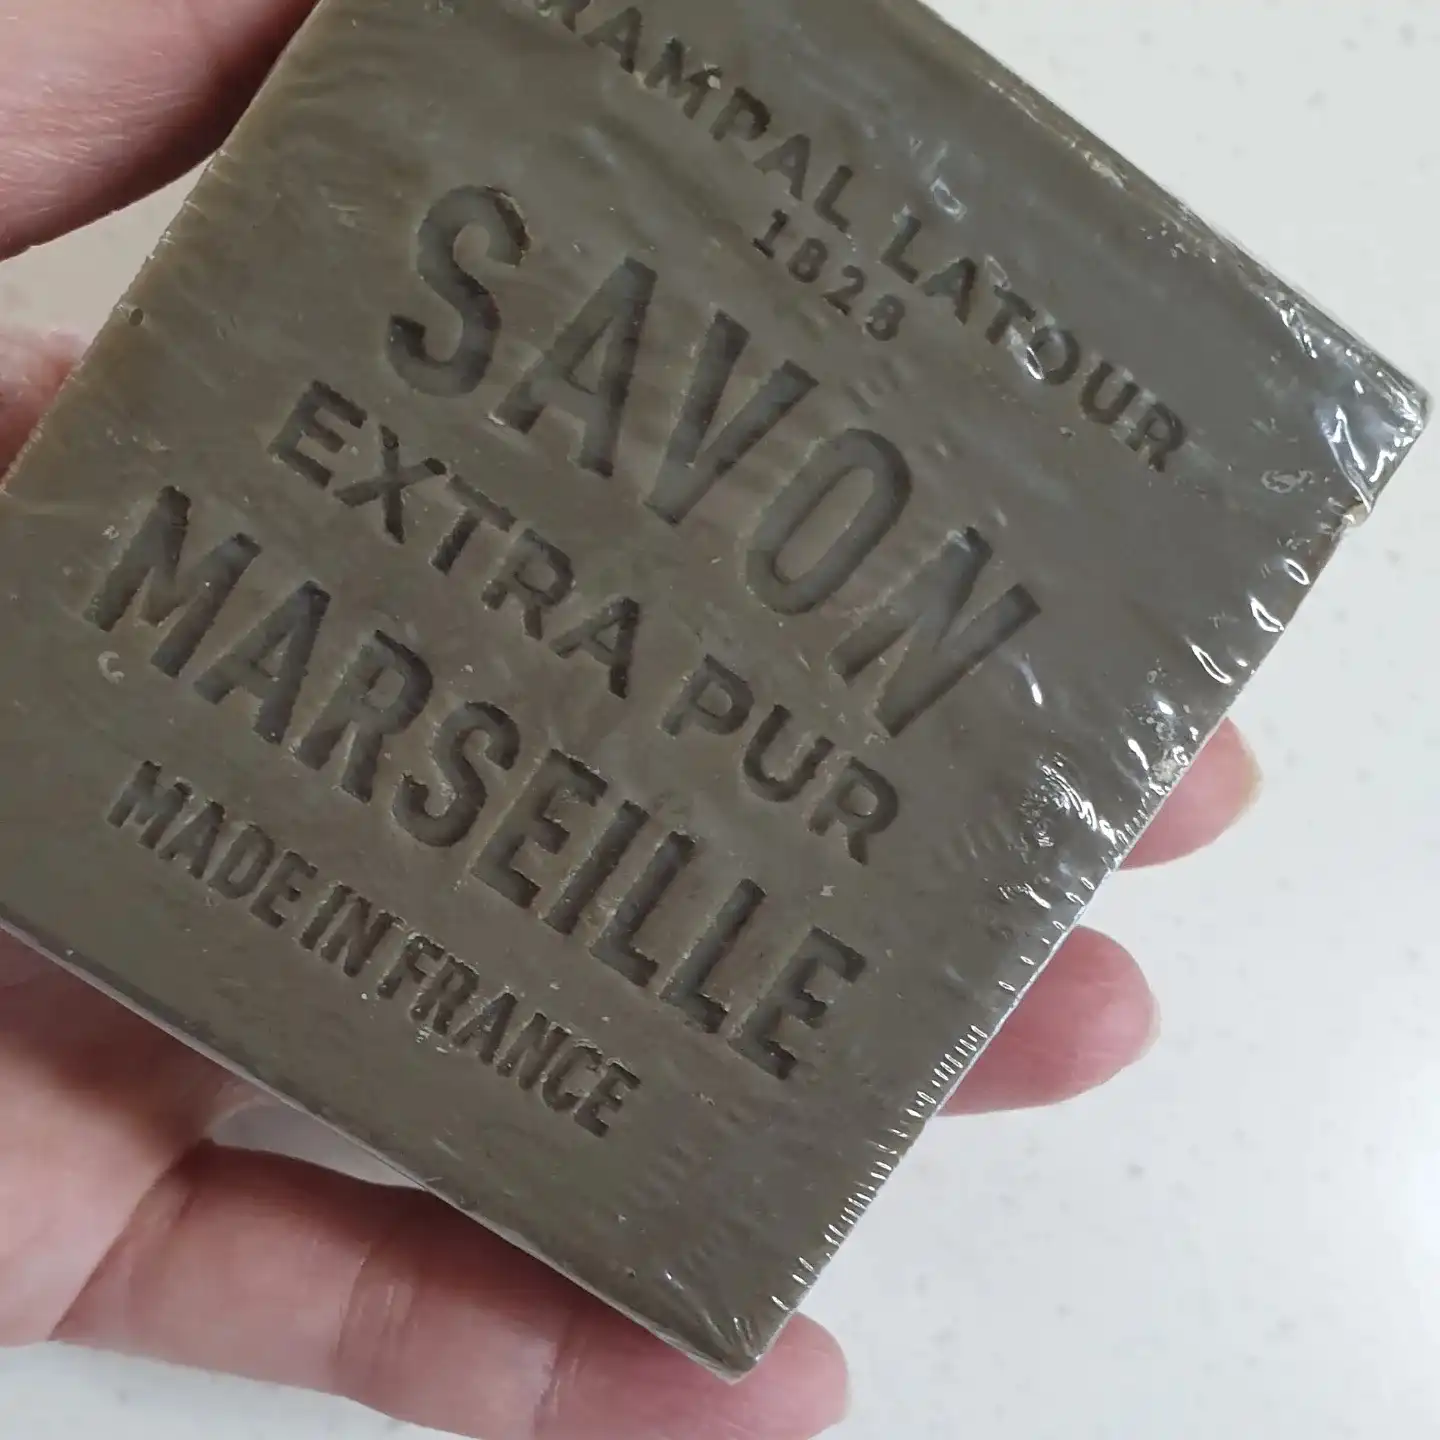 RAMPAL LATOUR
1828
SAVON
EXTRA PUR
MARSEILLE
MADE IN FRANCE